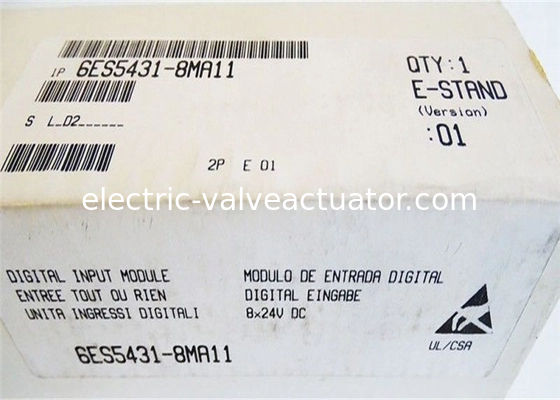 1P 6ES5431-8MA11
QTY:1
E-STAND
(Version)
:01
S L_D2______
2P E 01
electric-valveactuator.com
DIGITAL INPUT MODULE
ENTREE TOUT OU RIEN
UNITA INGRESSI DIGITALI
MODULO DE ENTRADA DIGITAL
DIGITAL EINGABE
8x24V DC
6ES5431-8MA11
UL/CSA